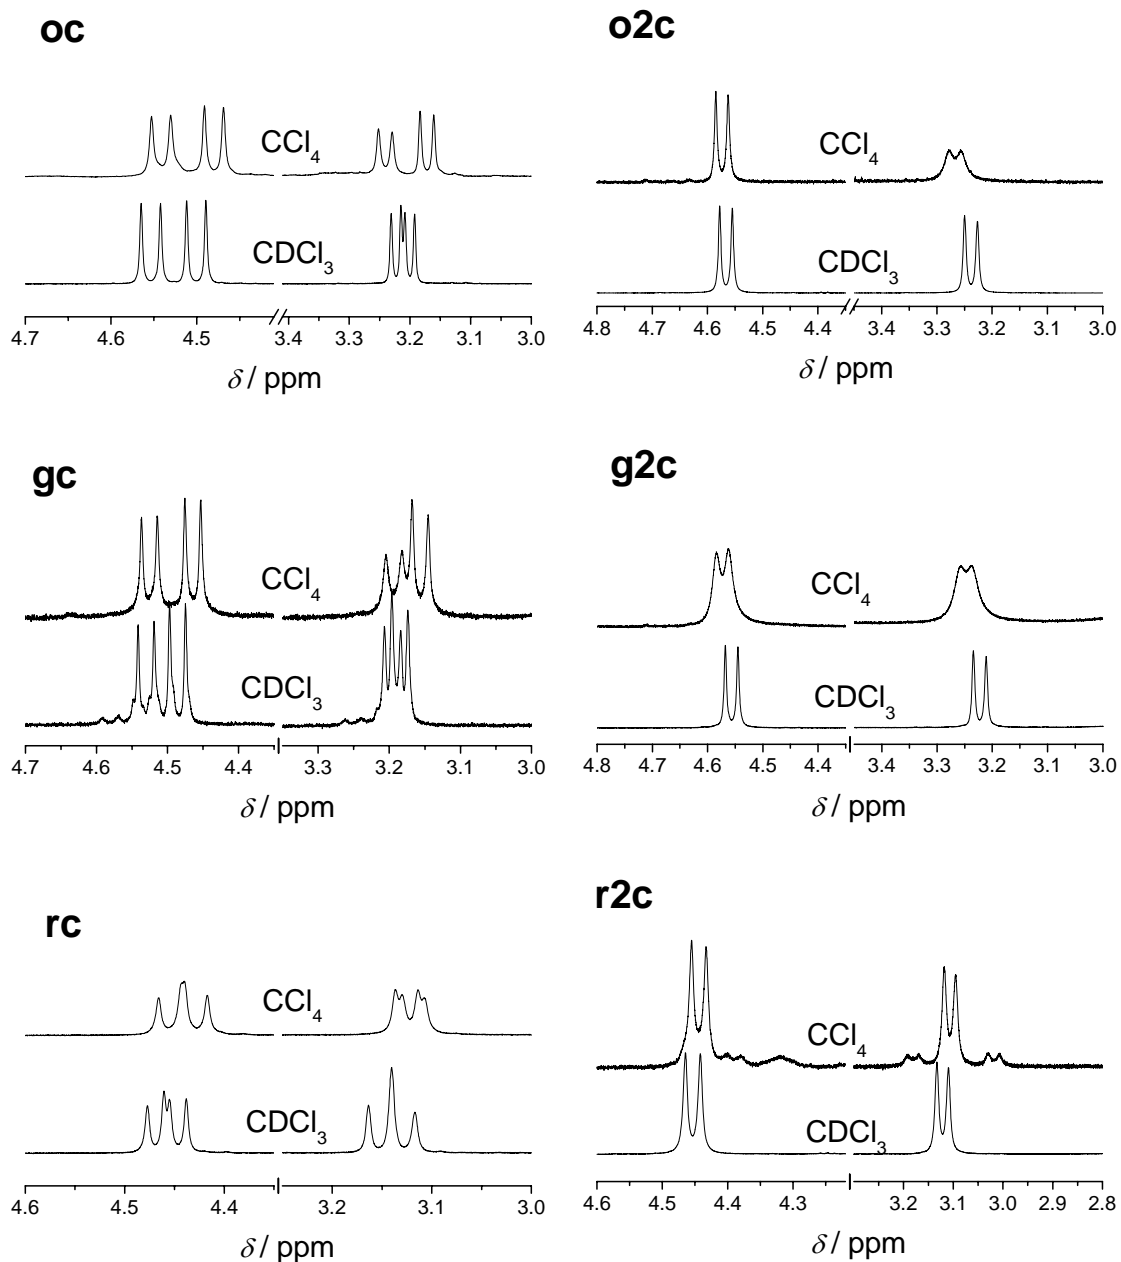 oc
CCl4
CDCl3
4.7 4.6 4.5 3.4 3.3 3.2 3.1 3.0
δ / ppm
o2c
CCl4
CDCl3
4.8 4.7 4.6 4.5 4.4 3.4 3.3 3.2 3.1 3.0
δ / ppm
gc
CCl4
CDCl3
4.7 4.6 4.5 4.4 3.3 3.2 3.1 3.0
δ / ppm
g2c
CCl4
CDCl3
4.8 4.7 4.6 4.5 4.4 3.4 3.3 3.2 3.1 3.0
δ / ppm
rc
CCl4
CDCl3
4.6 4.5 4.4 3.2 3.1 3.0
δ / ppm
r2c
CCl4
CDCl3
4.6 4.5 4.4 4.3 3.2 3.1 3.0 2.9 2.8
δ / ppm